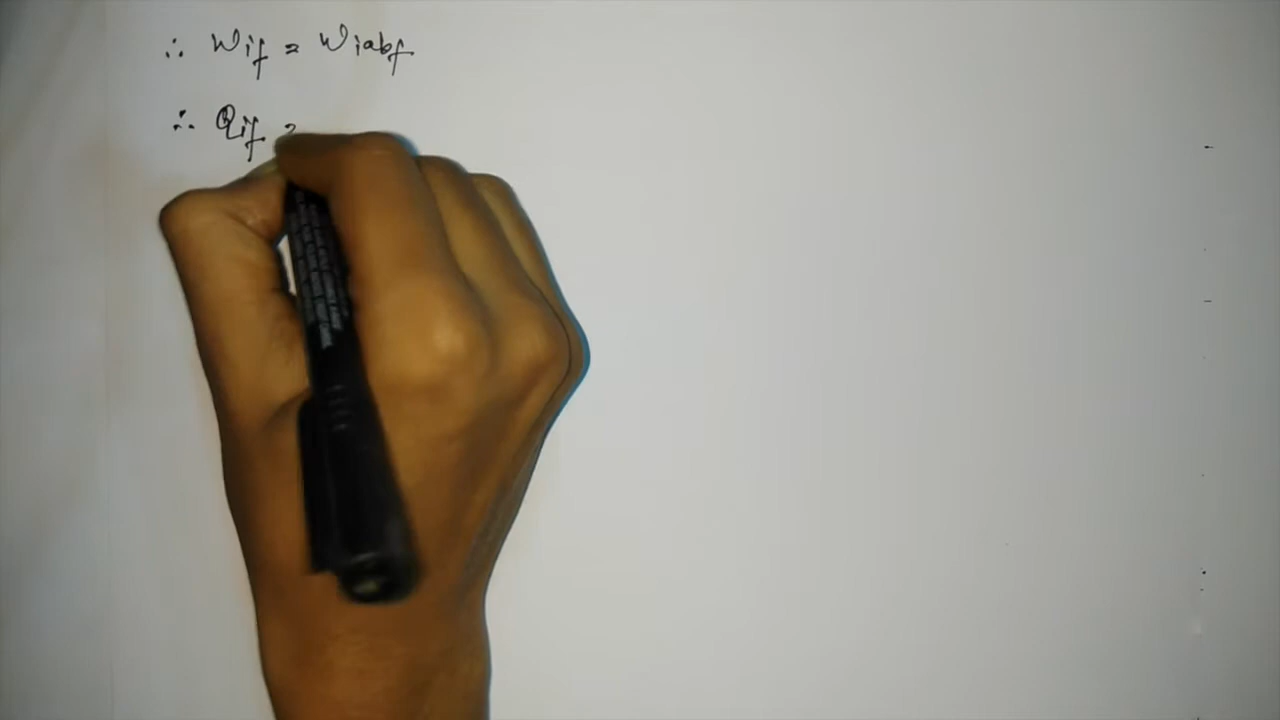 ∴ Wif = Wiabf
∴ Qif =